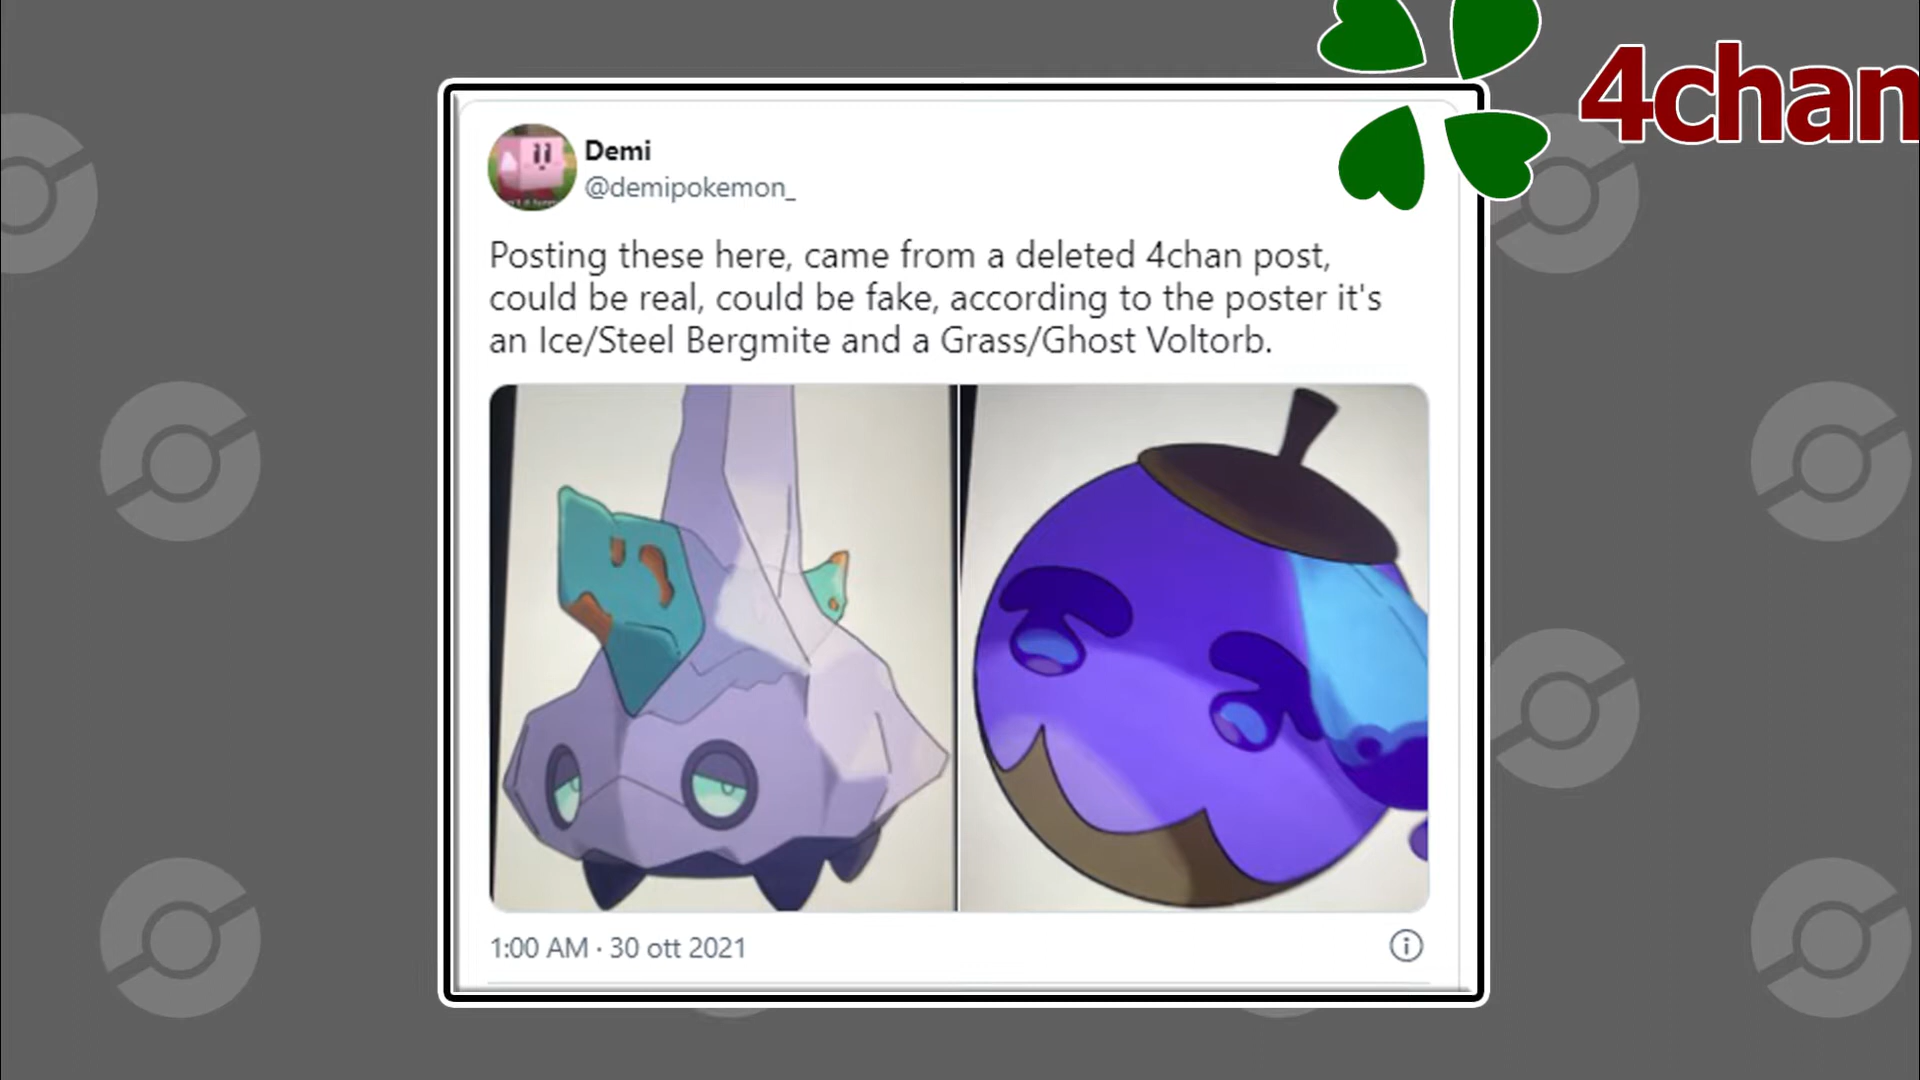 4chan
Demi
@demipokemon_
Posting these here, came from a deleted 4chan post,
could be real, could be fake, according to the poster it's
an Ice/Steel Bergmite and a Grass/Ghost Voltorb.
1:00 AM · 30 ott 2021